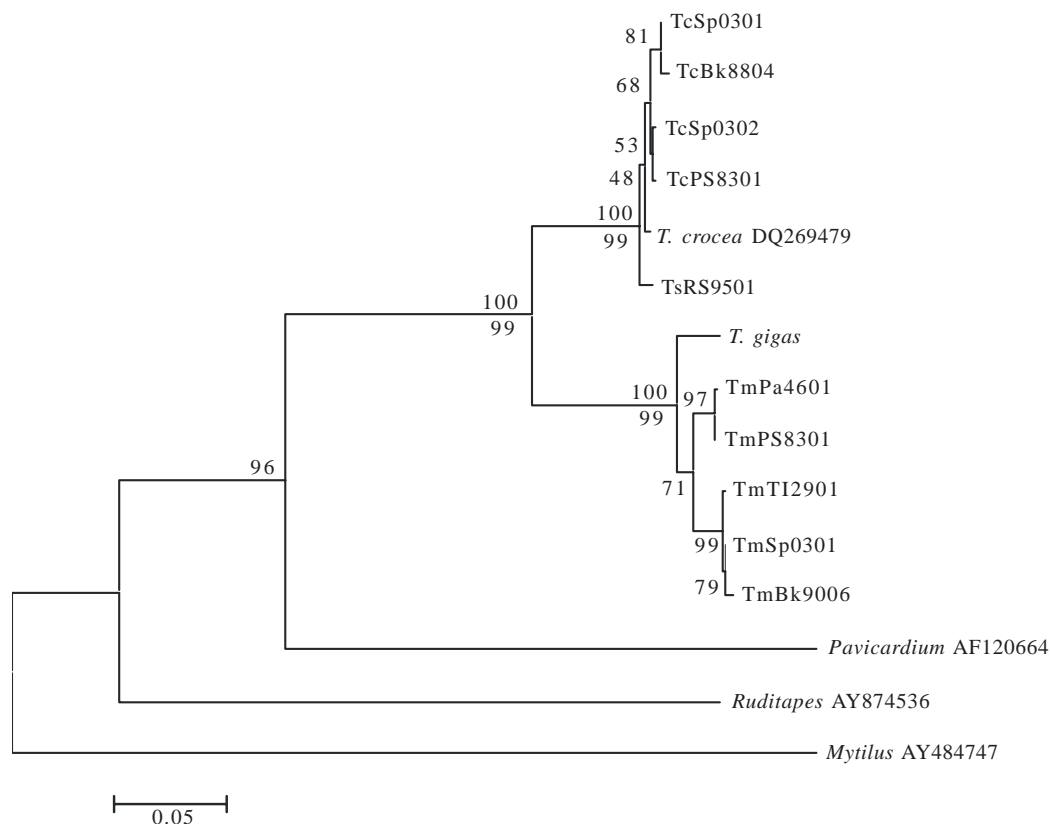 TcSp0301
81
TcBk8804
68
TcSp0302
53
48
TcPS8301
100
99
T. crocea DQ269479
TsRS9501
100
99
T. gigas
100
99
97
TmPa4601
TmPS8301
96
71
TmTI2901
99
TmSp0301
79
TmBk9006
Pavicardium AF120664
Ruditapes AY874536
Mytilus AY484747
0.05